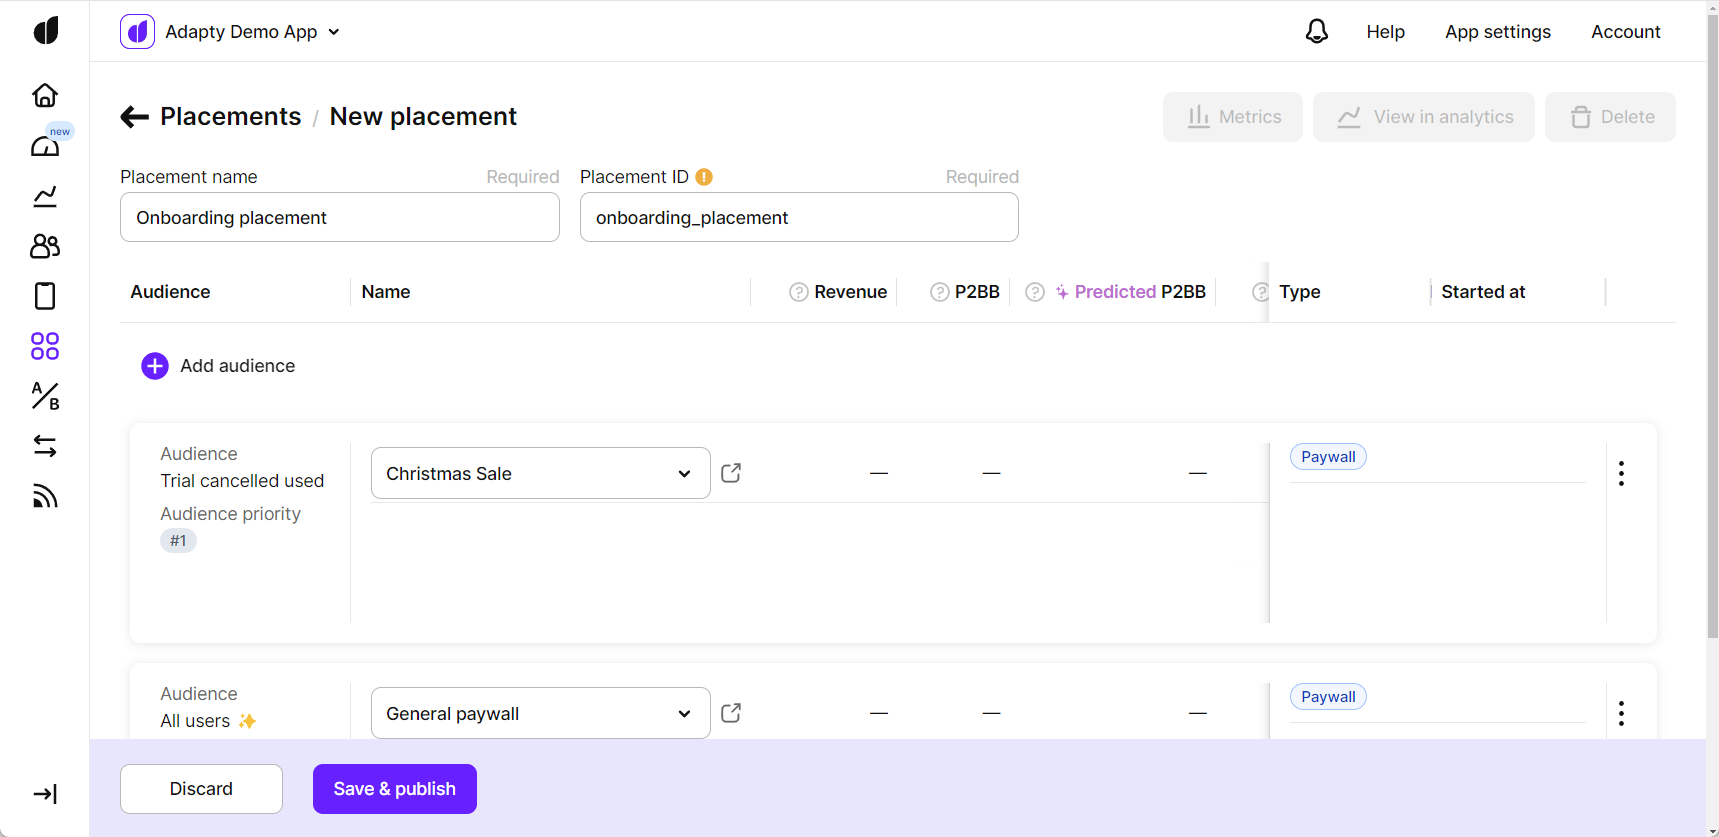 Adapty Demo App
Help
App settings
Account
new
Placements / New placement
Metrics
View in analytics
Delete
Placement name
Required
Placement ID
Required
Onboarding placement
onboarding_placement
Audience
Name
Revenue
P2BB
Predicted P2BB
Type
Started at
Add audience
A/B
Audience
Trial cancelled used
Audience priority
#1
Christmas Sale
—
—
—
Paywall
Audience
All users ✨
General paywall
—
—
—
Paywall
Discard
Save & publish